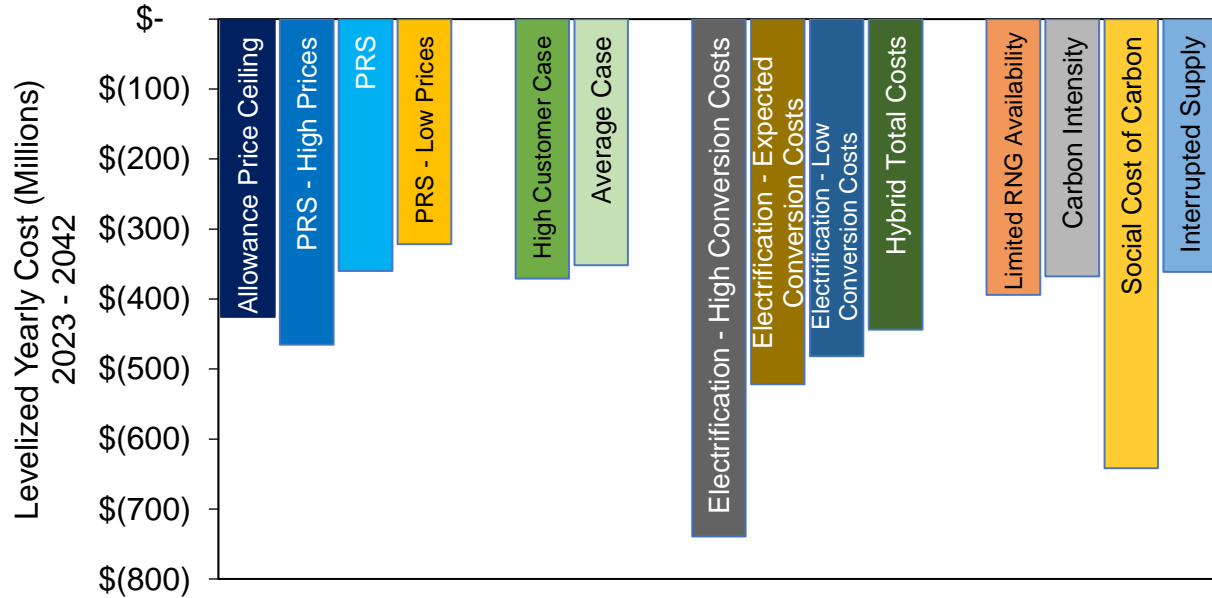 Levelized Yearly Cost (Millions)
2023 - 2042
$-
$(100)
$(200)
$(300)
$(400)
$(500)
$(600)
$(700)
$(800)
Allowance Price Ceiling
PRS - High Prices
PRS
PRS - Low Prices
High Customer Case
Average Case
Electrification - High Conversion Costs
Electrification - Expected
Conversion Costs
Electrification - Low
Conversion Costs
Hybrid Total Costs
Limited RNG Availability
Carbon Intensity
Social Cost of Carbon
Interrupted Supply